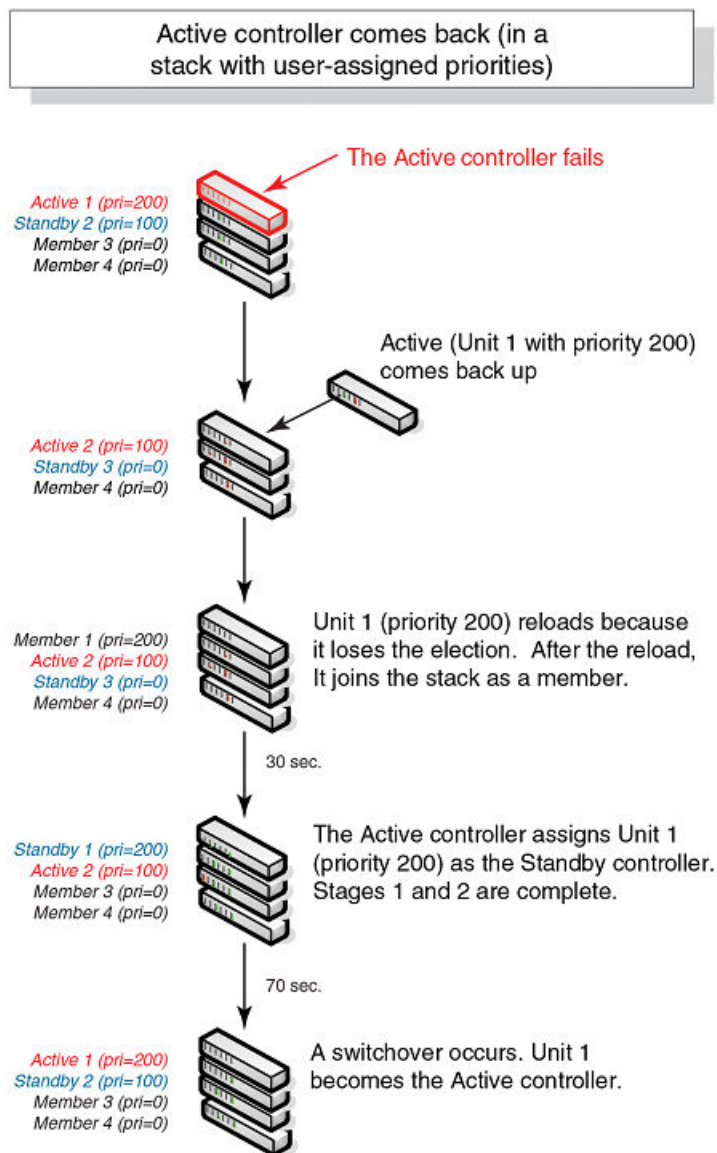 Active controller comes back (in a
stack with user-assigned priorities)
The Active controller fails
Active 1 (pri=200)
Standby 2 (pri=100)
Member 3 (pri=0)
Member 4 (pri=0)
Active (Unit 1 with priority 200)
comes back up
Active 2 (pri=100)
Standby 3 (pri=0)
Member 4 (pri=0)
Member 1 (pri=200)
Active 2 (pri=100)
Standby 3 (pri=0)
Member 4 (pri=0)
Unit 1 (priority 200) reloads because
it loses the election. After the reload,
It joins the stack as a member.
30 sec.
Standby 1 (pri=200)
Active 2 (pri=100)
Member 3 (pri=0)
Member 4 (pri=0)
The Active controller assigns Unit 1
(priority 200) as the Standby controller.
Stages 1 and 2 are complete.
70 sec.
Active 1 (pri=200)
Standby 2 (pri=100)
Member 3 (pri=0)
Member 4 (pri=0)
A switchover occurs. Unit 1
becomes the Active controller.